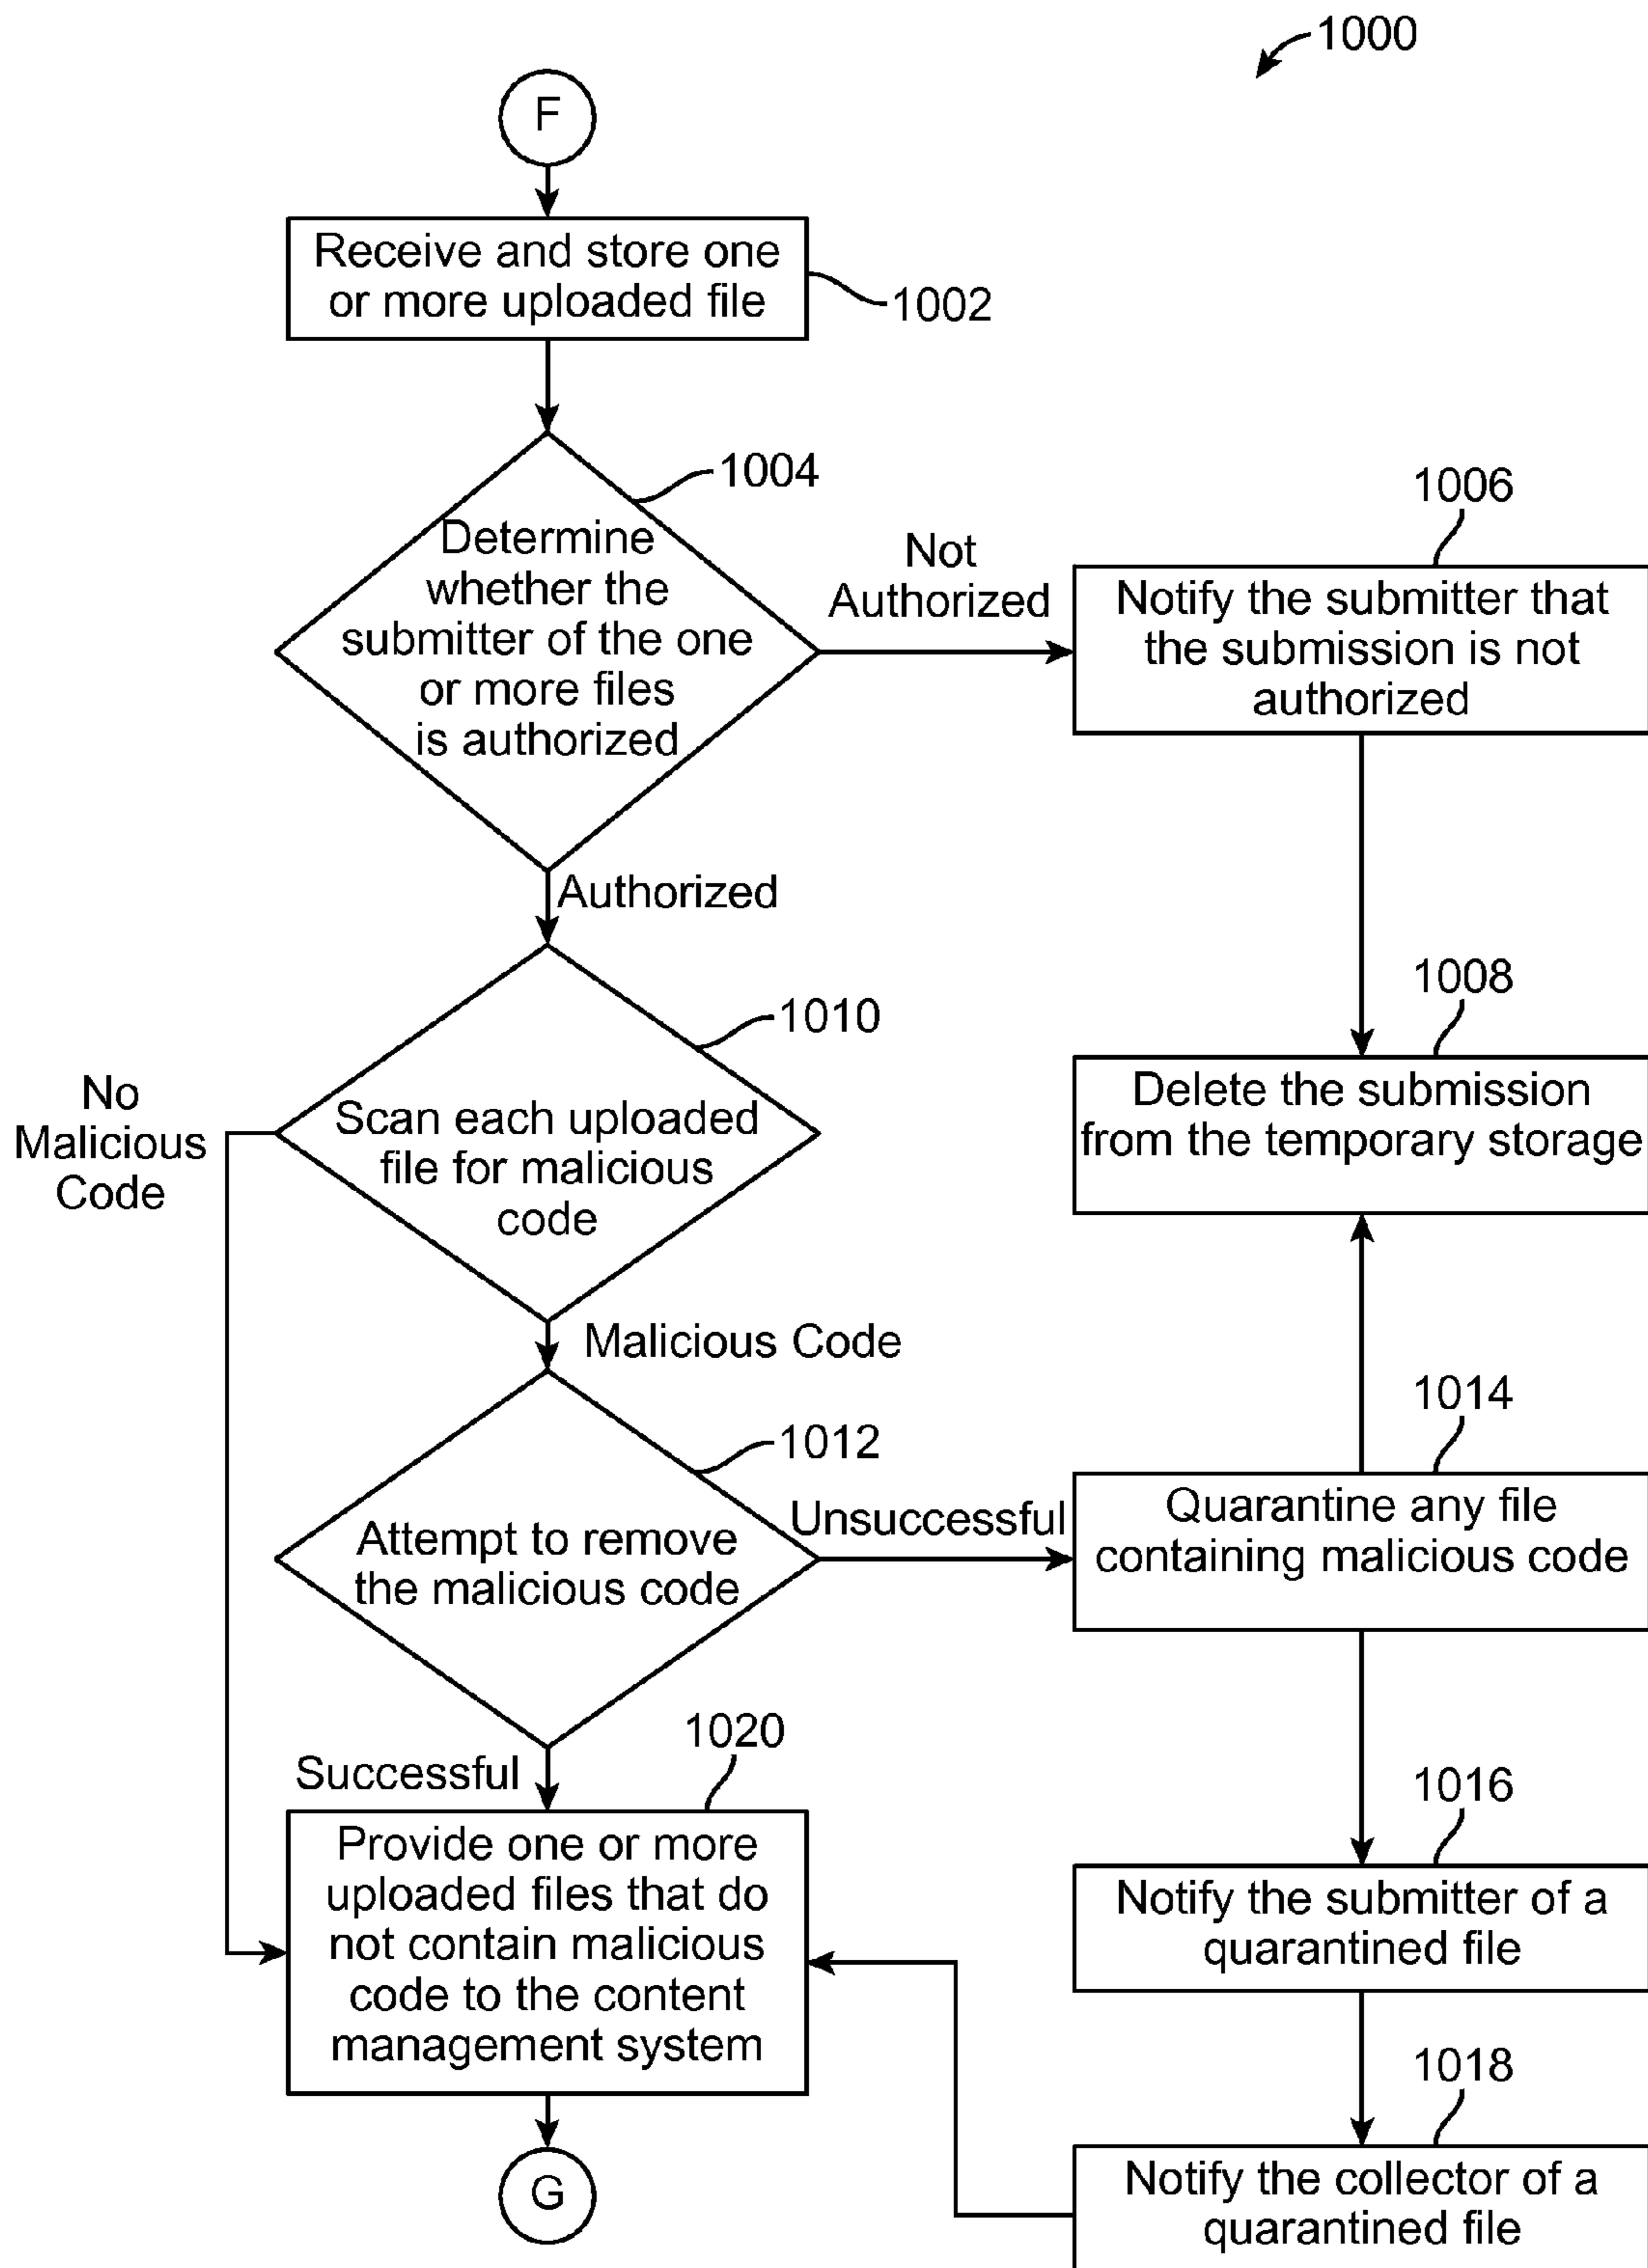 1000
F
Receive and store one
or more uploaded file
1002
1004
Determine
whether the
submitter of the one
or more files
is authorized
Not
Authorized
1006
Notify the submitter that
the submission is not
authorized
Authorized
1008
Delete the submission
from the temporary storage
1010
Scan each uploaded
file for malicious
code
No
Malicious
Code
Malicious Code
1012
Attempt to remove
the malicious code
Unsuccessful
1014
Quarantine any file
containing malicious code
Successful
1020
Provide one or more
uploaded files that do
not contain malicious
code to the content
management system
1016
Notify the submitter of a
quarantined file
1018
Notify the collector of a
quarantined file
G